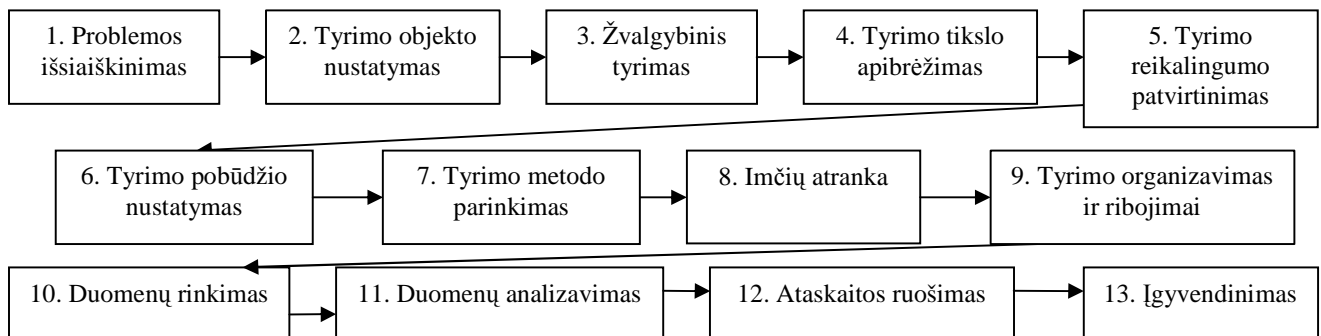 1. Problemos
išsiaiškinimas
2. Tyrimo objekto
nustatymas
3. Žvalgybinis
tyrimas
4. Tyrimo tikslo
apibrėžimas
5. Tyrimo
reikalingumo
patvirtinimas
6. Tyrimo pobūdžio
nustatymas
7. Tyrimo metodo
parinkimas
8. Imčių atranka
9. Tyrimo organizavimas
ir ribojimai
10. Duomenų rinkimas
11. Duomenų analizavimas
12. Ataskaitos ruošimas
13. Įgyvendinimas